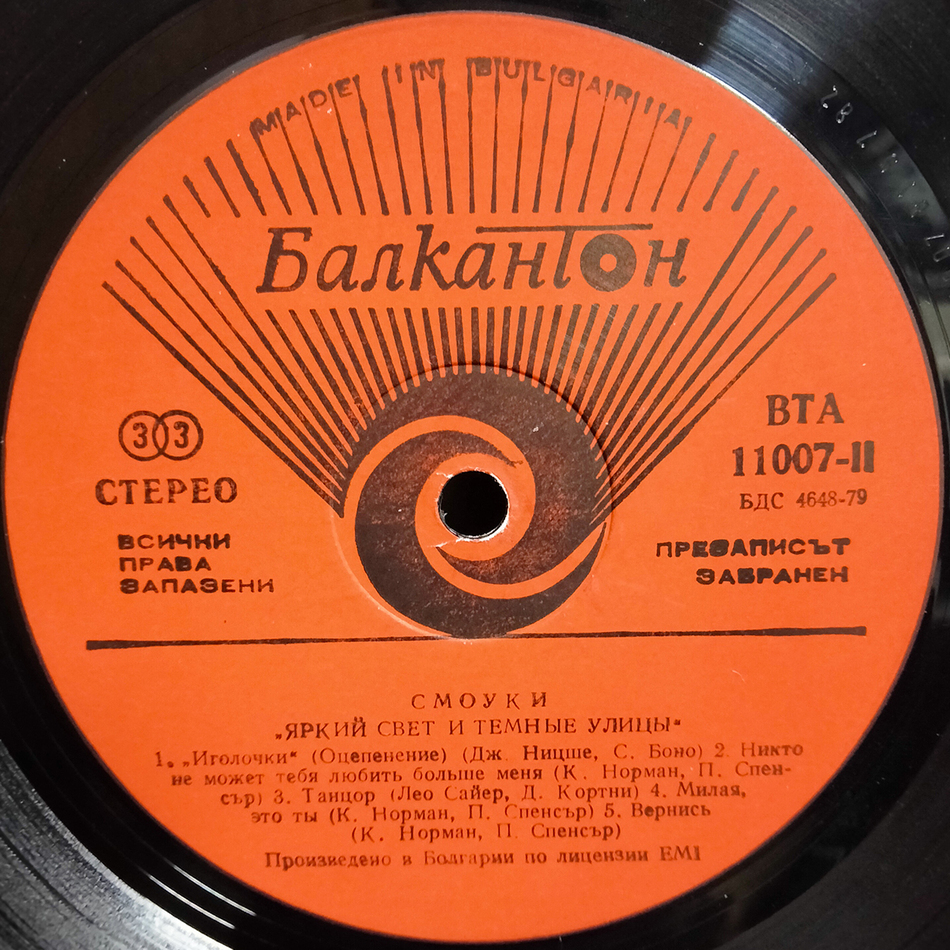 MADE IN BULGARIA
Балкантон
33
СТЕРЕО
ВСИЧКИ
ПРАВА
ЗАПАЗЕНИ
ВТА
11007-II
БДС 4648-79
ПРЕЗАПИСЪТ
ЗАБРАНЕН
СМОУКИ
„ЯРКИЙ СВЕТ И ТЕМНЫЕ УЛИЦЫ“
1. „Иголочки“ (Оцепенение) (Дж. Ницше, С. Боно) 2. Никто
не может тебя любить больше меня (К. Норман, П. Спен-
сър) 3. Танцор (Лео Сайер, Д. Кортни) 4. Милая,
это ты (К. Норман, П. Спенсър) 5. Вернись
(К. Норман, П. Спенсър)
Произведено в Болгарии по лицензии EMI